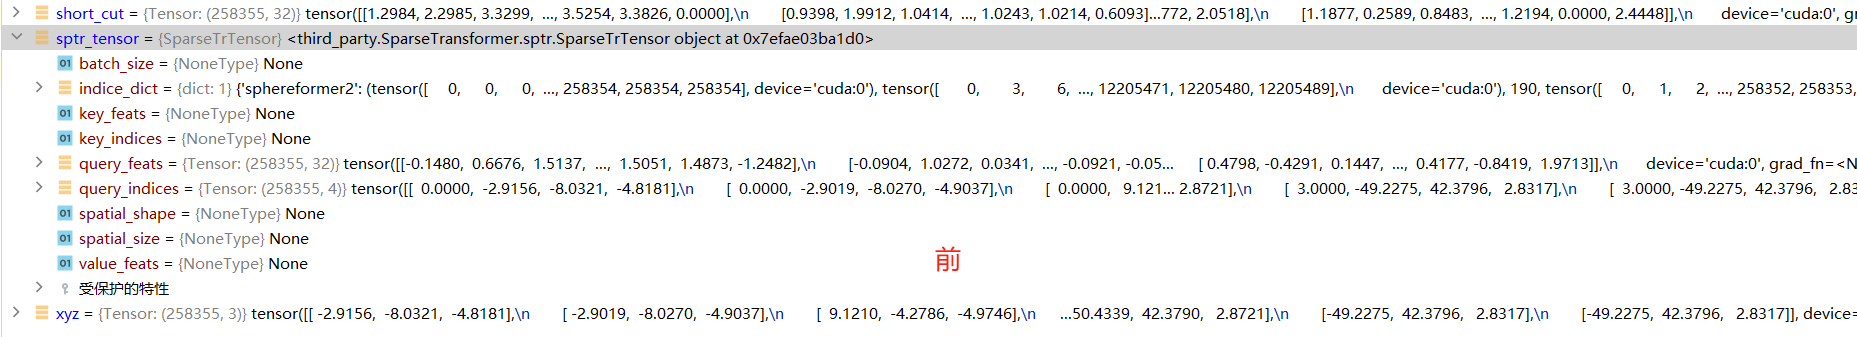 short_cut = {Tensor: (258355, 32)} tensor([[1.2984, 2.2985, 3.3299, ..., 3.5254, 3.3826, 0.0000],\n [0.9398, 1.9912, 1.0414, ..., 1.0243, 1.0214, 0.6093]...772, 2.0518],\n [1.1877, 0.2589, 0.8483, ..., 1.2194, 0.0000, 2.4448]],\n device='cuda:0', gr
sptr_tensor = {SparseTrTensor} <third_party.SparseTransformer.sptr.SparseTrTensor object at 0x7efae03ba1d0>
01 batch_size = {NoneType} None
indice_dict = {dict: 1} {'sphereformer2': (tensor([ 0, 0, 0, ..., 258354, 258354, 258354], device='cuda:0'), tensor([ 0, 3, 6, ..., 12205471, 12205480, 12205489],\n device='cuda:0'), 190, tensor([ 0, 1, 2, ..., 258352, 258353,
01 key_feats = {NoneType} None
01 key_indices = {NoneType} None
query_feats = {Tensor: (258355, 32)} tensor([[-0.1480, 0.6676, 1.5137, ..., 1.5051, 1.4873, -1.2482],\n [-0.0904, 1.0272, 0.0341, ..., -0.0921, -0.05... [ 0.4798, -0.4291, 0.1447, ..., 0.4177, -0.8419, 1.9713]],\n device='cuda:0', grad_fn=<N
query_indices = {Tensor: (258355, 4)} tensor([[ 0.0000, -2.9156, -8.0321, -4.8181],\n [ 0.0000, -2.9019, -8.0270, -4.9037],\n [ 0.0000, 9.121... 2.8721],\n [ 3.0000, -49.2275, 42.3796, 2.8317],\n [ 3.0000, -49.2275, 42.3796, 2.83
01 spatial_shape = {NoneType} None
01 spatial_size = {NoneType} None
01 value_feats = {NoneType} None
前
受保护的特性
xyz = {Tensor: (258355, 3)} tensor([[ -2.9156, -8.0321, -4.8181],\n [ -2.9019, -8.0270, -4.9037],\n [ 9.1210, -4.2786, -4.9746],\n ...50.4339, 42.3790, 2.8721],\n [-49.2275, 42.3796, 2.8317],\n [-49.2275, 42.3796, 2.8317]], device=